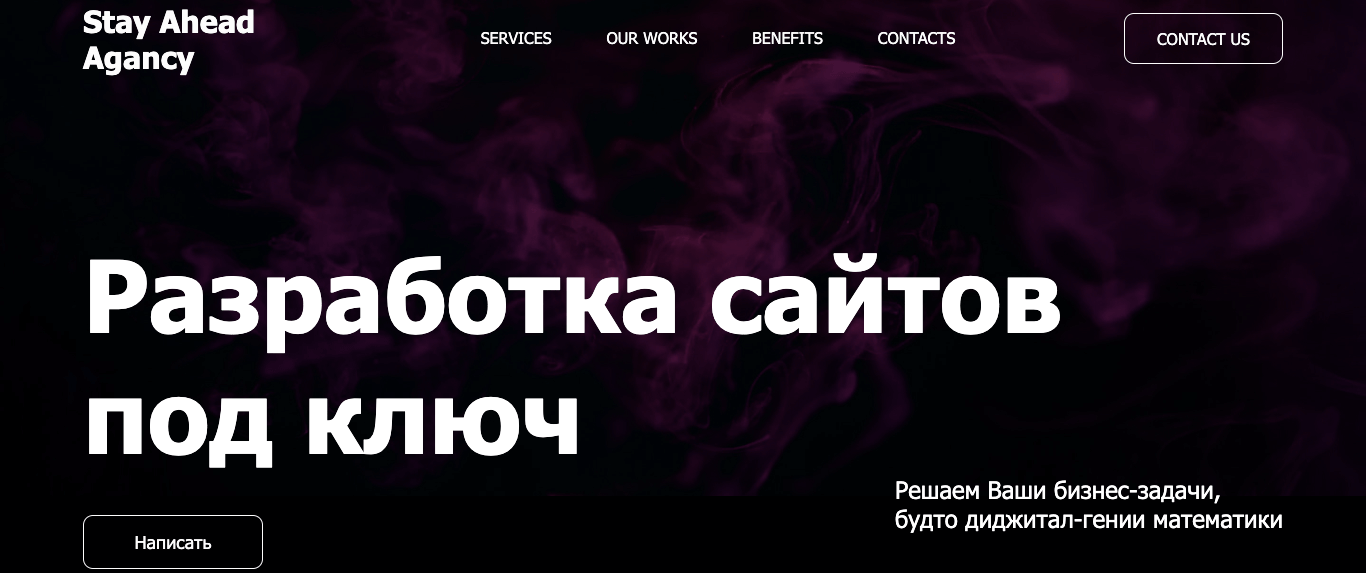 Stay Ahead
Agancy
SERVICES OUR WORKS BENEFITS CONTACTS CONTACT US
Разработка сайтов
под ключ
Решаем Ваши бизнес-задачи,
будто диджитал-гении математики
Написать